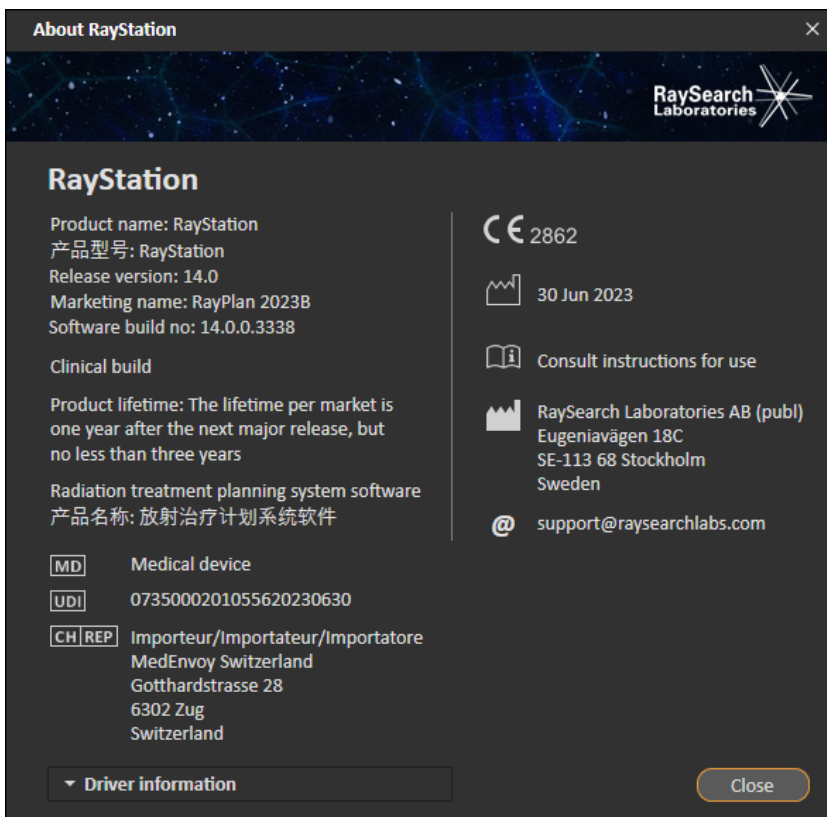 About RayStation
RaySearch
Laboratories
RayStation
Product name: RayStation
产品型号: RayStation
Release version: 14.0
Marketing name: RayPlan 2023B
Software build no: 14.0.0.3338
Clinical build
Product lifetime: The lifetime per market is
one year after the next major release, but
no less than three years
Radiation treatment planning system software
产品名称: 放射治疗计划系统软件
CE 2862
30 Jun 2023
Consult instructions for use
RaySearch Laboratories AB (publ)
Eugeniavägen 18C
SE-113 68 Stockholm
Sweden
@ support@raysearchlabs.com
MD Medical device
UDI 0735000201055620230630
CH REP Importeur/Importateur/Importatore
MedEnvoy Switzerland
Gotthardstrasse 28
6302 Zug
Switzerland
Driver information
Close